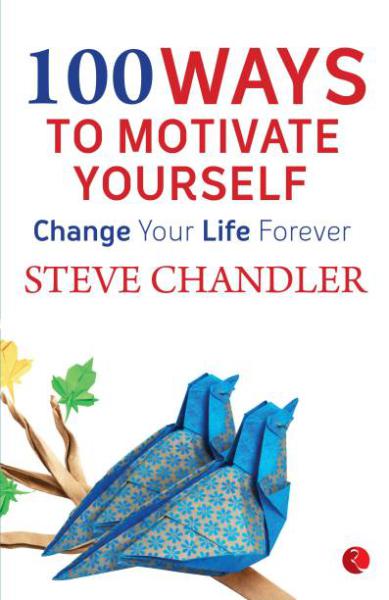 100 WAYS
TO MOTIVATE
YOURSELF
Change Your Life Forever
STEVE CHANDLER
R